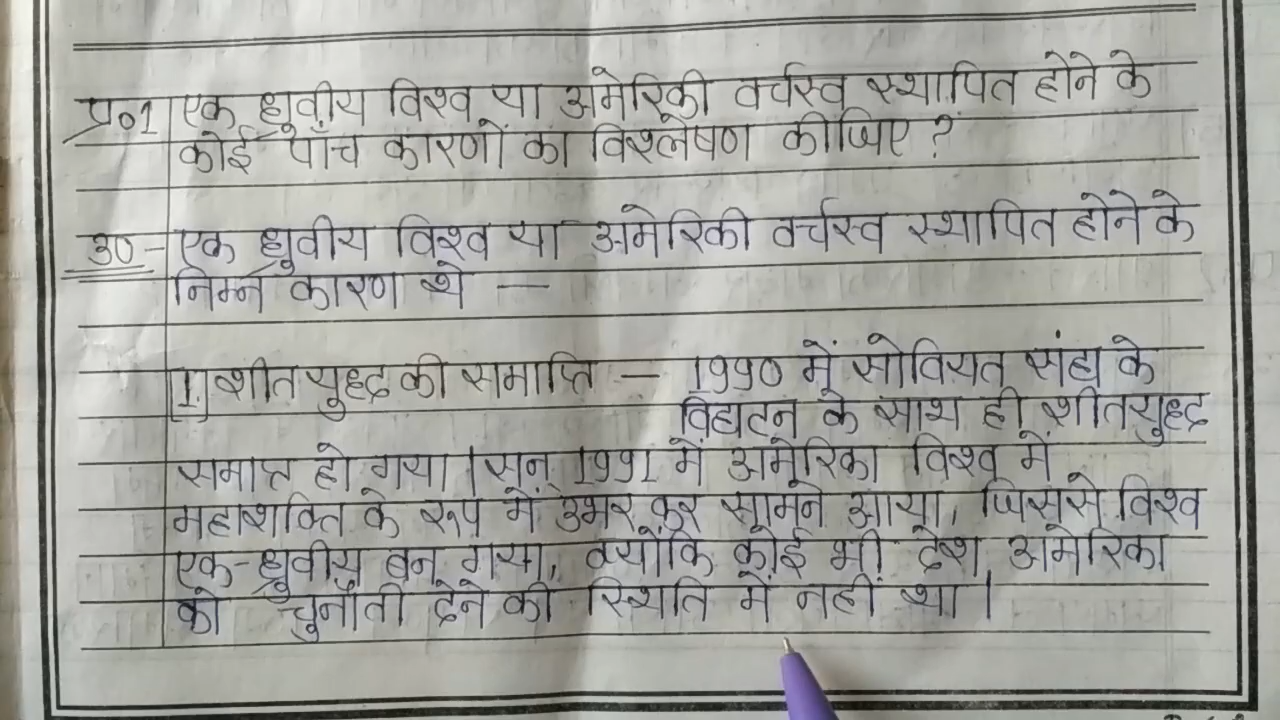 प्र०1 एक ध्रुवीय विश्व या अमेरिकी वर्चस्व स्थापित होने के
कोई पाँच कारणों का विश्लेषण कीजिए ?
उ०- एक ध्रुवीय विश्व या अमेरिकी वर्चस्व स्थापित होने के
निम्न कारण थे —
[1] शीतयुद्ध की समाप्ति — 1990 में सोवियत संघ के
विघटन के साथ ही शीतयुद्ध
समाप्त हो गया । सन् 1991 में अमेरिका विश्व में
महाशक्ति के रूप में उभर कर सामने आया, जिससे विश्व
एक-ध्रुवीय बन गया, क्योंकि कोई भी देश अमेरिका
को चुनौती देने की स्थिति में नहीं था ।